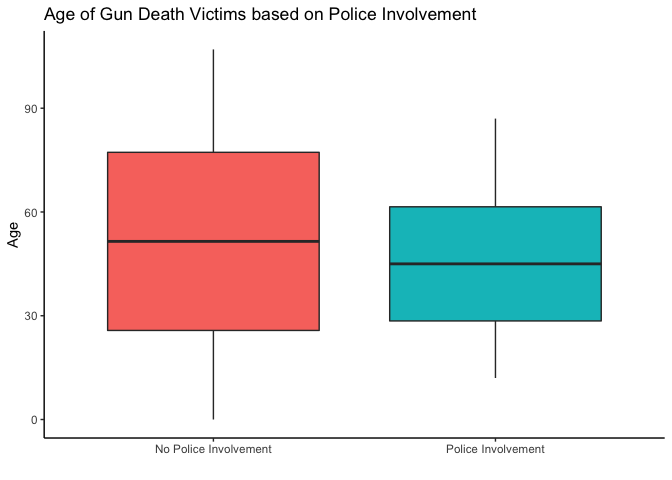 Age of Gun Death Victims based on Police Involvement
90
60
30
0
Age
No Police Involvement
Police Involvement